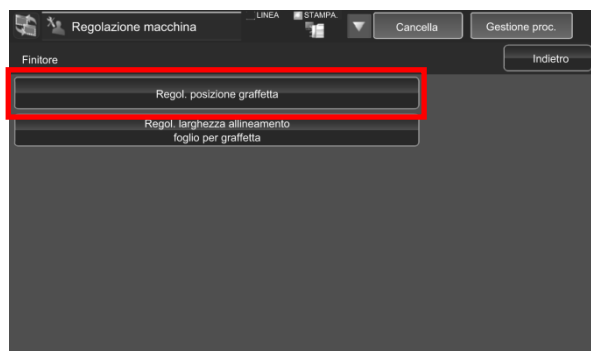 Regolazione macchina
LINEA
STAMPA.
Cancella
Gestione proc.
Finitore
Indietro
Regol. posizione graffetta
Regol. larghezza allineamento
foglio per graffetta